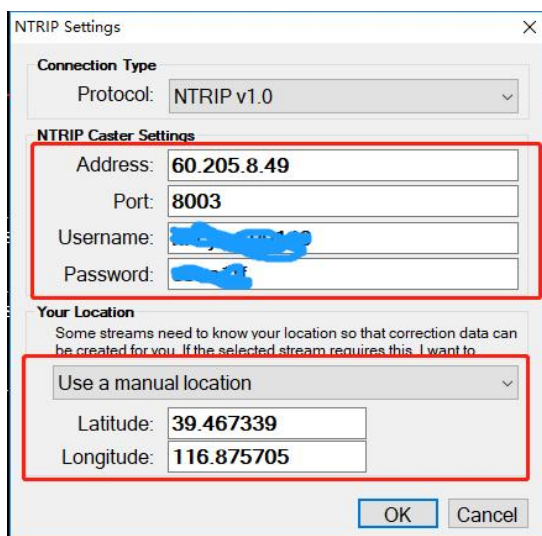 NTRIP Settings
Connection Type
Protocol: NTRIP v1.0
NTRIP Caster Settings
Address: 60.205.8.49
Port: 8003
Username:
Password:
Your Location
Some streams need to know your location so that correction data can
be created for you. If the selected stream requires this, I want to
Use a manual location
Latitude: 39.467339
Longitude: 116.875705
OK Cancel